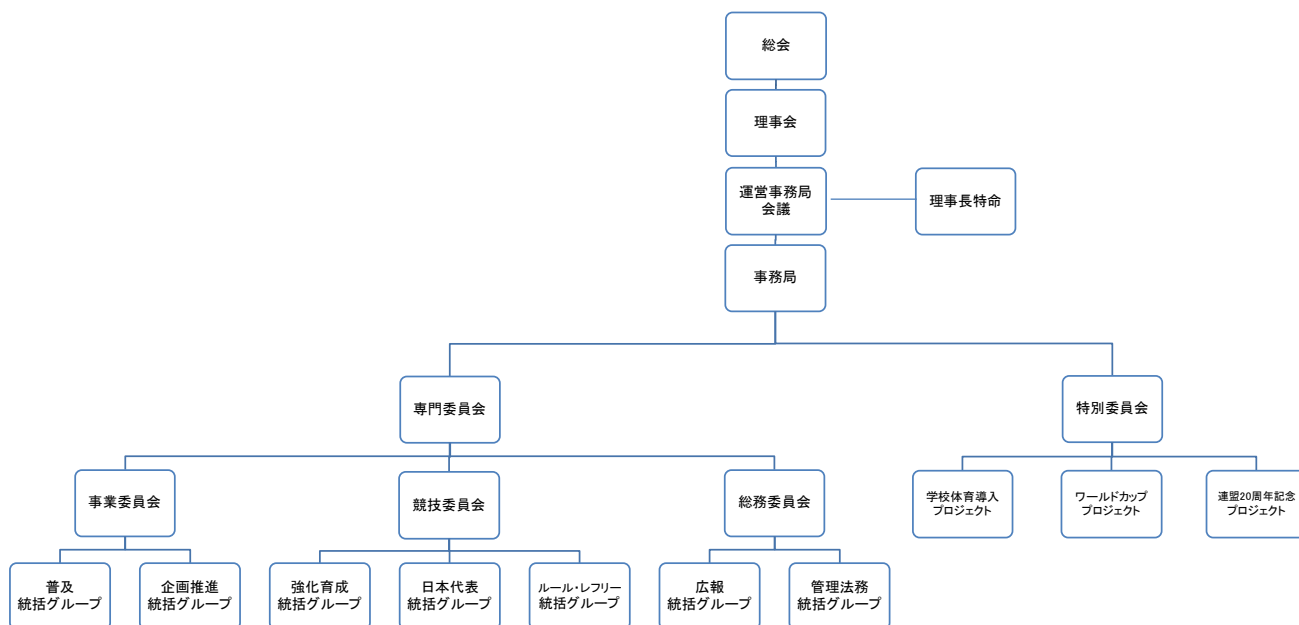 総会
理事会
運営事務局
会議
理事長特命
事務局
専門委員会
特別委員会
事業委員会
競技委員会
総務委員会
学校体育導入
プロジェクト
ワールドカップ
プロジェクト
連盟20周年記念
プロジェクト
普及
統括グループ
企画推進
統括グループ
強化育成
統括グループ
日本代表
統括グループ
ルール・レフリー
統括グループ
広報
統括グループ
管理法務
統括グループ